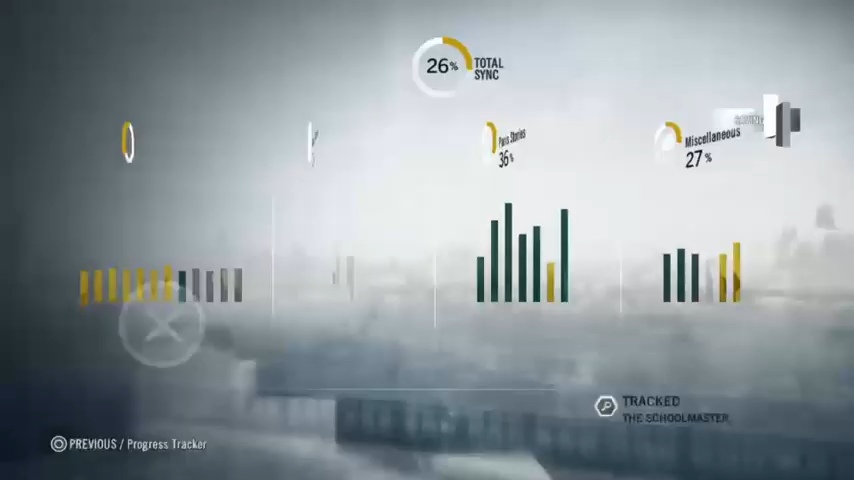 26%
TOTAL
SYNC
Paris Stories
36%
Miscellaneous
27%
TRACKED
THE SCHOOLMASTER
PREVIOUS / Progress Tracker